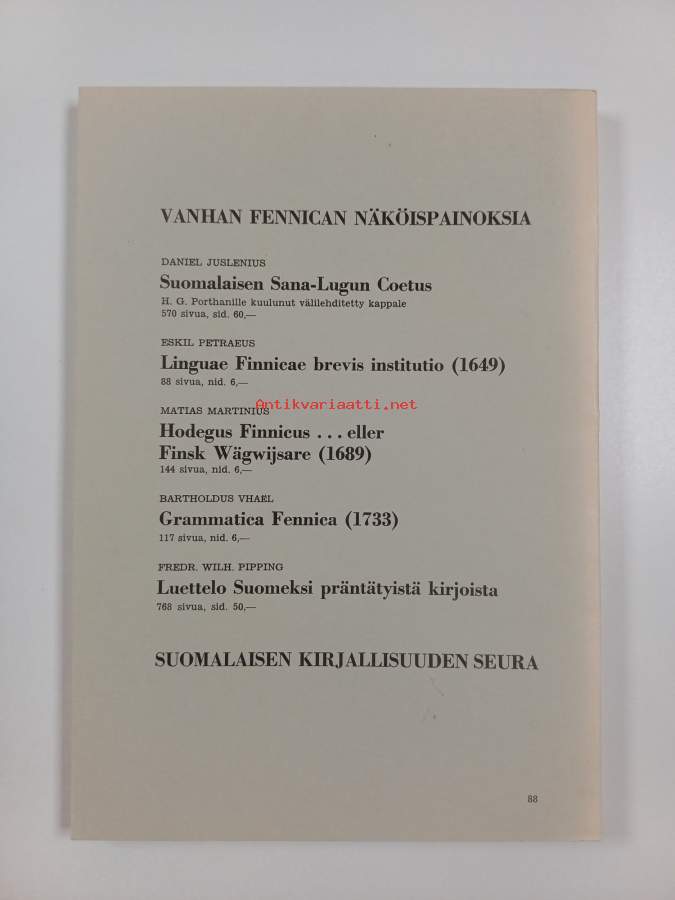 VANHAN FENNICAN NÄKÖISPAINOKSIA
DANIEL JUSLENIUS
Suomalaisen Sana-Lugun Coetus
H. G. Porthanille kuulunut välilehditetty kappale
570 sivua, sid. 60,—
ESKIL PETRAEUS
Linguae Finnicae brevis institutio (1649)
88 sivua, nid. 6,—
Antikvariaatti.net
MATIAS MARTINIUS
Hodegus Finnicus . . . eller
Finsk Wägwijsare (1689)
144 sivua, nid. 6,—
BARTHOLDUS VHAEL
Grammatica Fennica (1733)
117 sivua, nid. 6,—
FREDR. WILH. PIPPING
Luettelo Suomeksi präntätyistä kirjoista
768 sivua, sid. 50,—
SUOMALAISEN KIRJALLISUUDEN SEURA
88